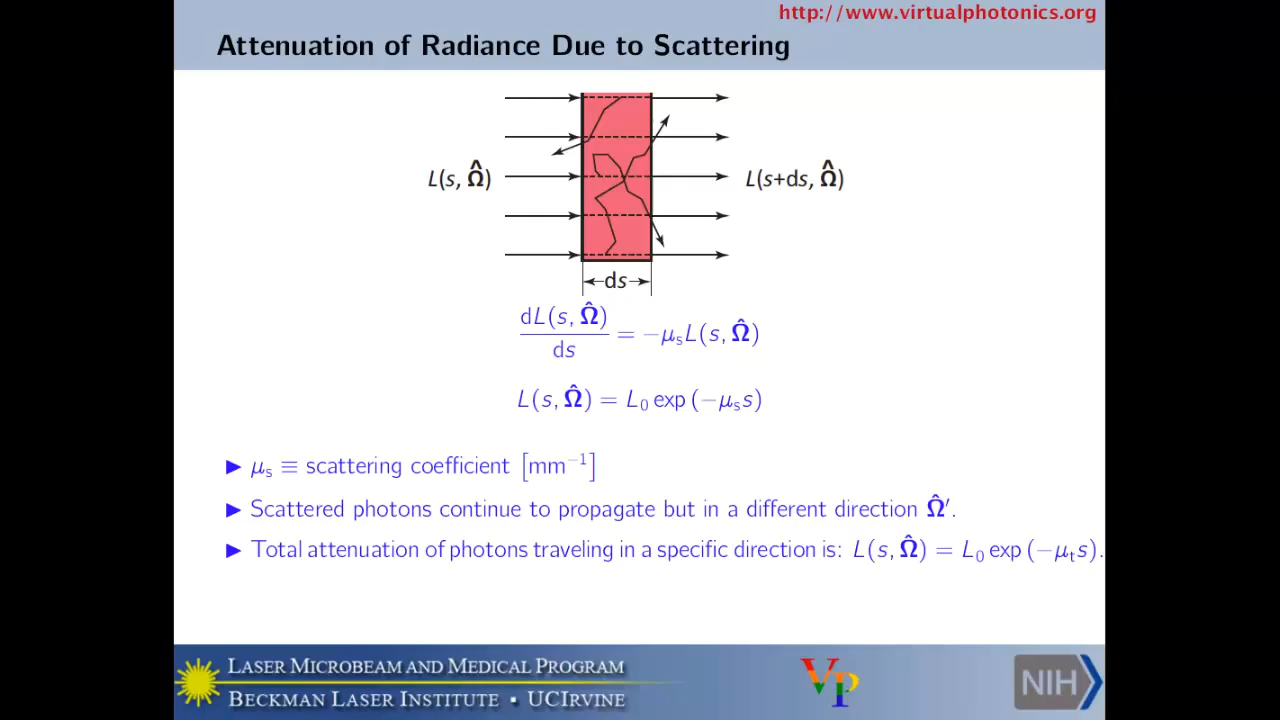 http://www.virtualphotonics.org
Attenuation of Radiance Due to Scattering
L(s, Ω̂)
L(s+ds, Ω̂)
ds
dL(s, Ω̂)
ds
= −μₛL(s, Ω̂)
L(s, Ω̂) = L₀ exp (−μₛs)
▶ μₛ ≡ scattering coefficient [mm⁻¹]
▶ Scattered photons continue to propagate but in a different direction Ω̂′.
▶ Total attenuation of photons traveling in a specific direction is: L(s, Ω̂) = L₀ exp (−μₜs).
LASER MICROBEAM AND MEDICAL PROGRAM
BECKMAN LASER INSTITUTE ▪ UCIRVINE
VP
NIH